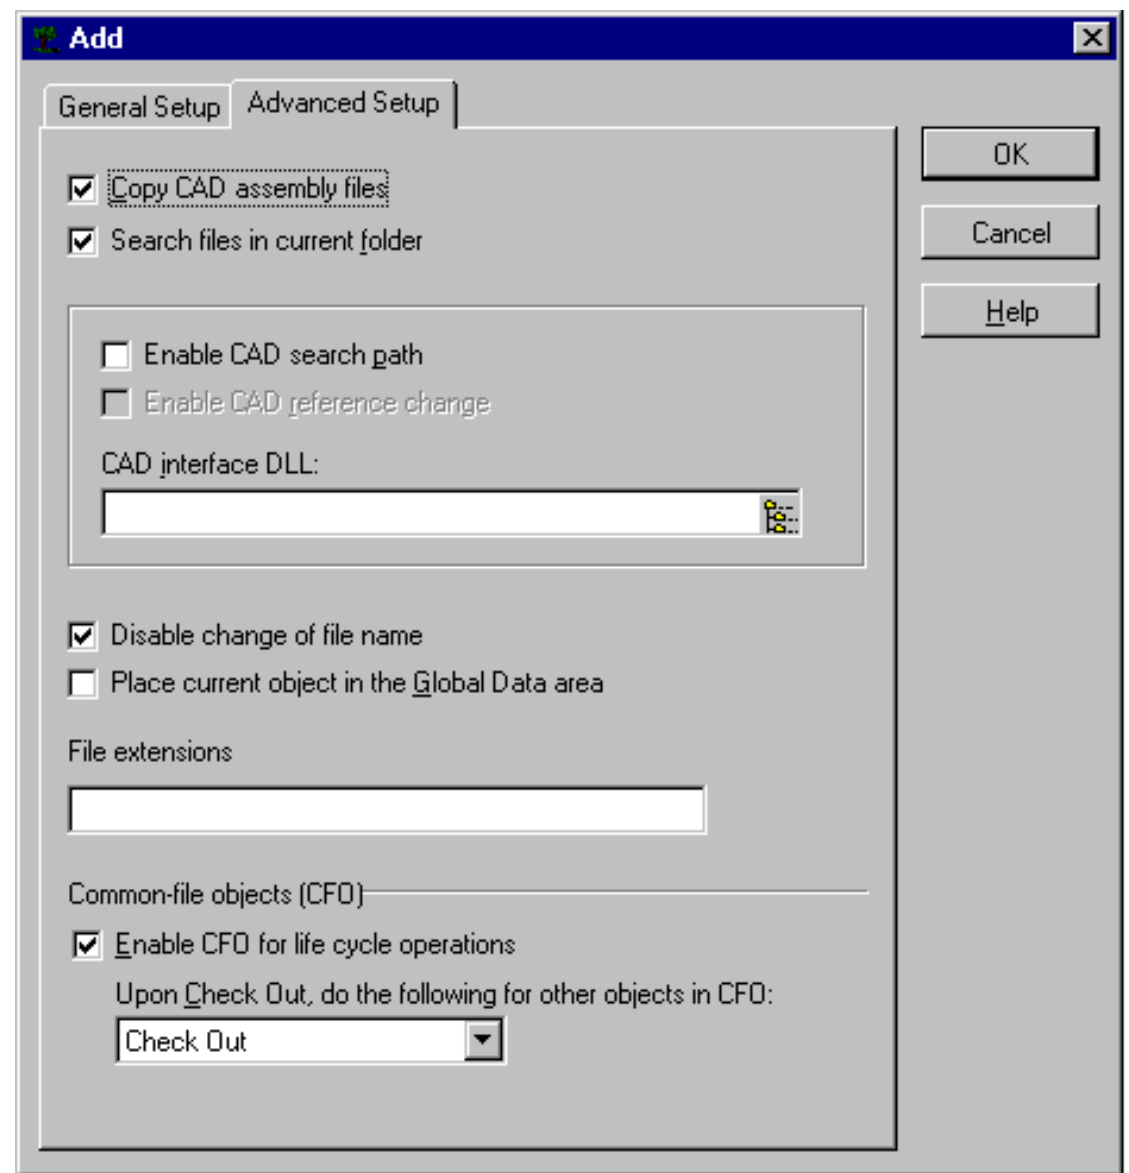 Add
General Setup
Advanced Setup
Copy CAD assembly files
Search files in current folder
Enable CAD search path
Enable CAD reference change
CAD interface DLL:
Disable change of file name
Place current object in the Global Data area
File extensions
Common-file objects (CFO)
Enable CFO for life cycle operations
Upon Check Out, do the following for other objects in CFO:
Check Out
OK
Cancel
Help